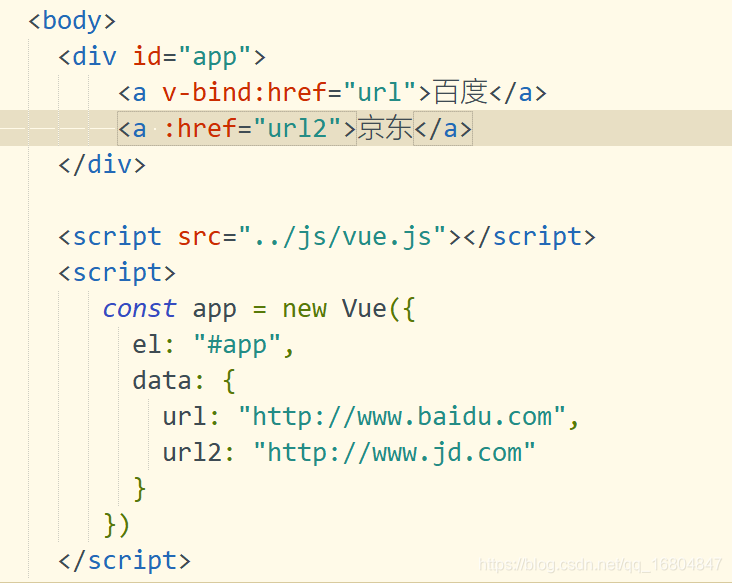 <body>
<div id="app">
<a v-bind:href="url">百度</a>
<a :href="url2">京东</a>
</div>
<script src="../js/vue.js"></script>
<script>
const app = new Vue({
el: "#app",
data: {
url: "http://www.baidu.com",
url2: "http://www.jd.com"
}
})
</script>
https://blog.csdn.net/qq_16804847